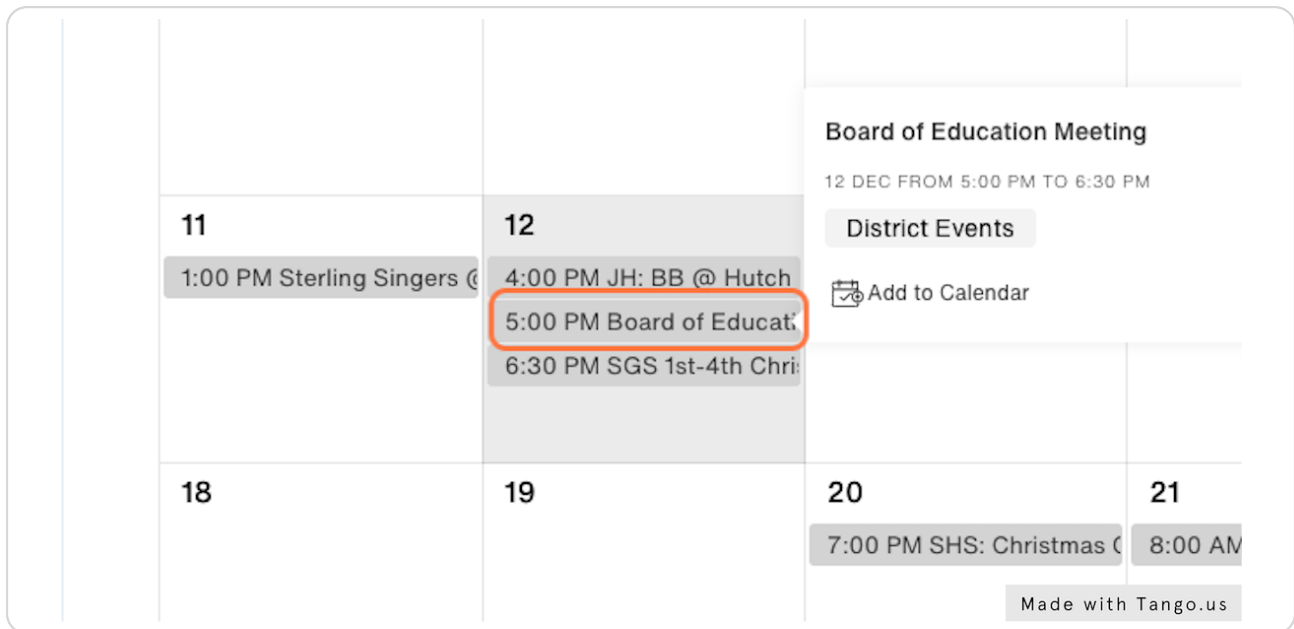 Board of Education Meeting
12 DEC FROM 5:00 PM TO 6:30 PM
District Events
Add to Calendar
11
1:00 PM Sterling Singers @
12
4:00 PM JH: BB @ Hutch
5:00 PM Board of Educati
6:30 PM SGS 1st-4th Chri
18
19
20
7:00 PM SHS: Christmas
21
8:00 AM
Made with Tango.us